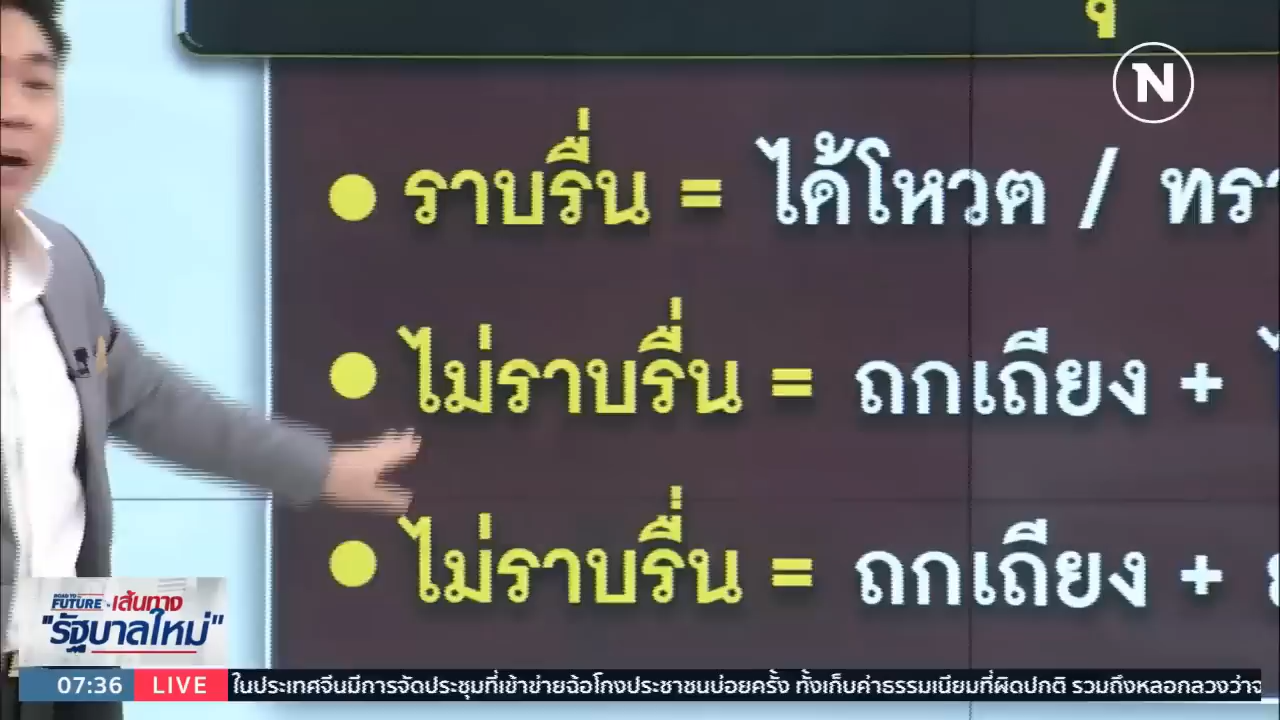 N
● ราบรื่น = ได้โหวต /
● ไม่ราบรื่น = ถกเถียง +
● ไม่ราบรื่น = ถกเถียง +
ROAD TO FUTURE เส้นทาง
"รัฐบาลใหม่"
07:36 LIVE ในประเทศจีนมีการจัดประชุมที่เข้าข่ายฉ้อโกงประชาชนบ่อยครั้ง ทั้งเก็บค่าธรรมเนียมที่ผิดปกติ รวมถึงหลอกลวงว่า